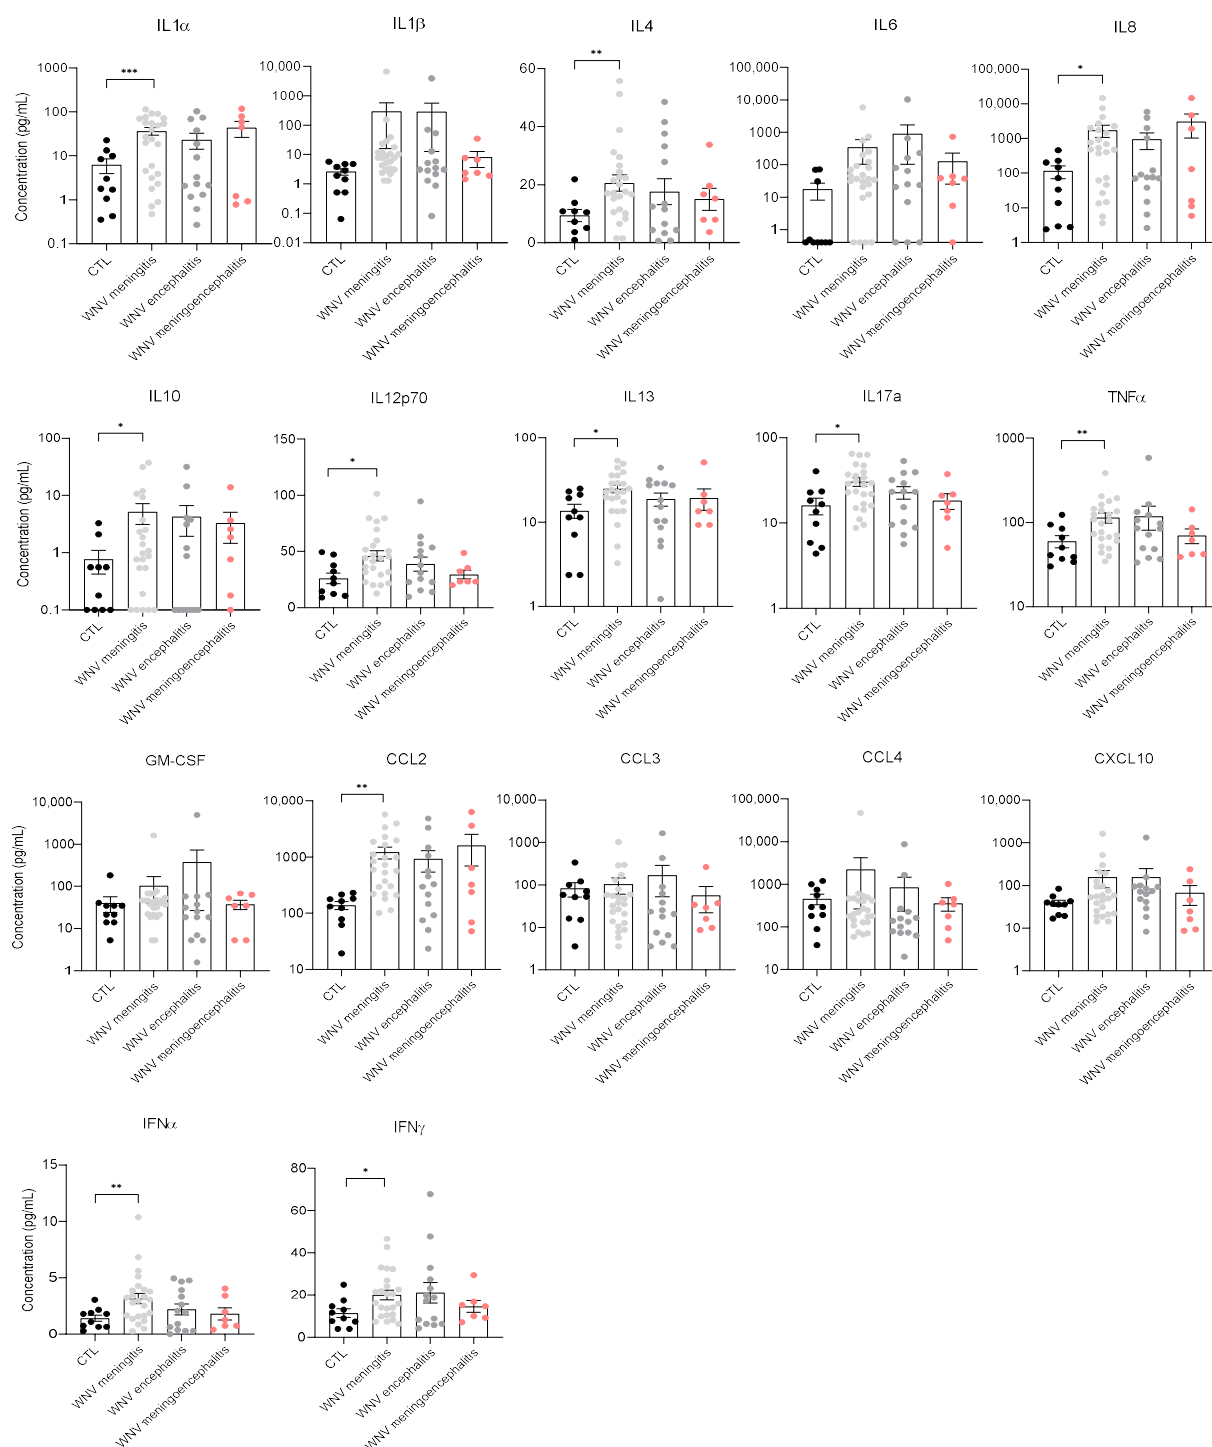 IL1α
IL1β
IL4
IL6
IL8
Concentration (pg/mL)
1000
100
10
1
0.1
***
CTL
WNV meningitis
WNV encephalitis
WNV meningoencephalitis
10,000
1000
100
10
1
0.1
0.01
CTL
WNV meningitis
WNV encephalitis
WNV meningoencephalitis
60
40
20
0
**
CTL
WNV meningitis
WNV encephalitis
WNV meningoencephalitis
100,000
10,000
1000
100
10
1
CTL
WNV meningitis
WNV encephalitis
WNV meningoencephalitis
100,000
10,000
1000
100
10
1
*
CTL
WNV meningitis
WNV encephalitis
WNV meningoencephalitis
IL10
IL12p70
IL13
IL17a
TNFα
Concentration (pg/mL)
100
10
1
0.1
*
CTL
WNV meningitis
WNV encephalitis
WNV meningoencephalitis
150
100
50
0
*
CTL
WNV meningitis
WNV encephalitis
WNV meningoencephalitis
100
10
1
*
CTL
WNV meningitis
WNV encephalitis
WNV meningoencephalitis
100
10
1
*
CTL
WNV meningitis
WNV encephalitis
WNV meningoencephalitis
1000
100
10
**
CTL
WNV meningitis
WNV encephalitis
WNV meningoencephalitis
GM-CSF
CCL2
CCL3
CCL4
CXCL10
Concentration (pg/mL)
10,000
1000
100
10
1
CTL
WNV meningitis
WNV encephalitis
WNV meningoencephalitis
10,000
1000
100
10
**
CTL
WNV meningitis
WNV encephalitis
WNV meningoencephalitis
10,000
1000
100
10
1
CTL
WNV meningitis
WNV encephalitis
WNV meningoencephalitis
100,000
10,000
1000
100
10
CTL
WNV meningitis
WNV encephalitis
WNV meningoencephalitis
10,000
1000
100
10
1
CTL
WNV meningitis
WNV encephalitis
WNV meningoencephalitis
IFNα
IFNγ
Concentration (pg/mL)
15
10
5
0
**
CTL
WNV meningitis
WNV encephalitis
WNV meningoencephalitis
80
60
40
20
0
*
CTL
WNV meningitis
WNV encephalitis
WNV meningoencephalitis